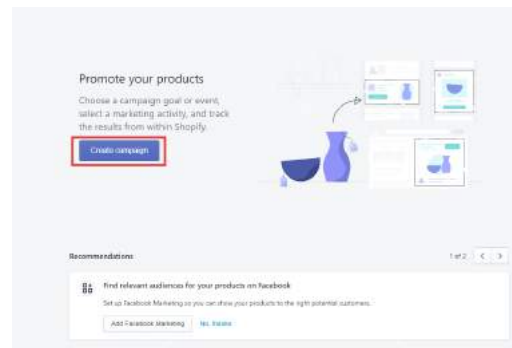 Promote your products
Choose a campaign goal or event,
select a marketing activity, and track
the results from within Shopify.
Create campaign
Recommendations
1 of 2
Find relevant audiences for your products on Facebook
Set up Facebook Marketing so you can show your products to the right potential customers.
Add Facebook Marketing
No, thanks